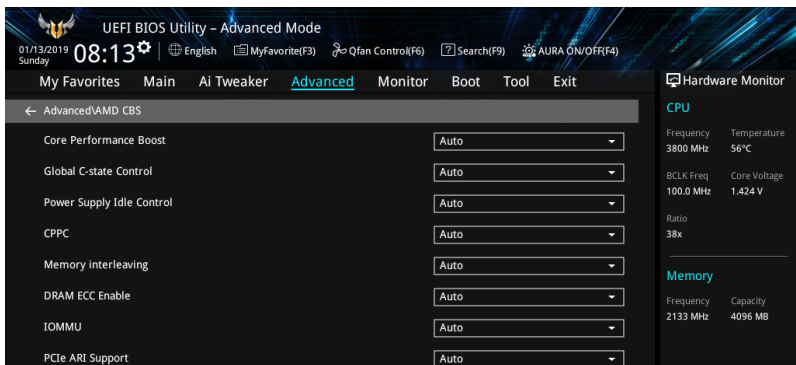 UEFI BIOS Utility – Advanced Mode
01/13/2019
Sunday
08:13
English
MyFavorite(F3)
Qfan Control(F6)
? Search(F9)
AURA ON/OFF(F4)
My Favorites Main Ai Tweaker Advanced Monitor Boot Tool Exit
← Advanced\AMD CBS
Core Performance Boost Auto
Global C-state Control Auto
Power Supply Idle Control Auto
CPPC Auto
Memory interleaving Auto
DRAM ECC Enable Auto
IOMMU Auto
PCIe ARI Support Auto
Hardware Monitor
CPU
Frequency Temperature
3800 MHz 56°C
BCLK Freq Core Voltage
100.0 MHz 1.424 V
Ratio
38x
Memory
Frequency Capacity
2133 MHz 4096 MB